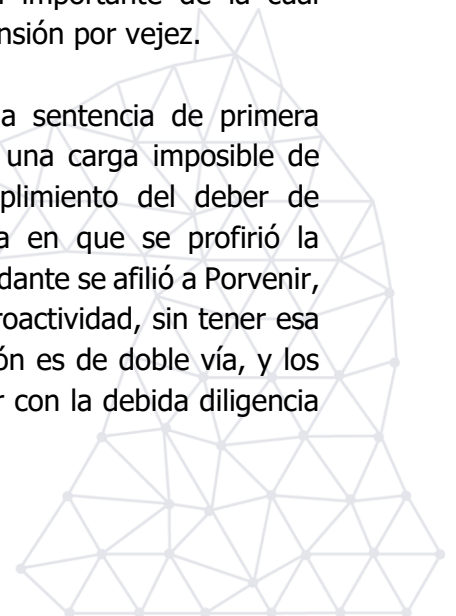 importante de la cual
nsión por vejez.
a sentencia de primera
una carga imposible de
plimiento del deber de
a en que se profirió la
dante se afilió a Porvenir,
roactividad, sin tener esa
ón es de doble vía, y los
r con la debida diligencia